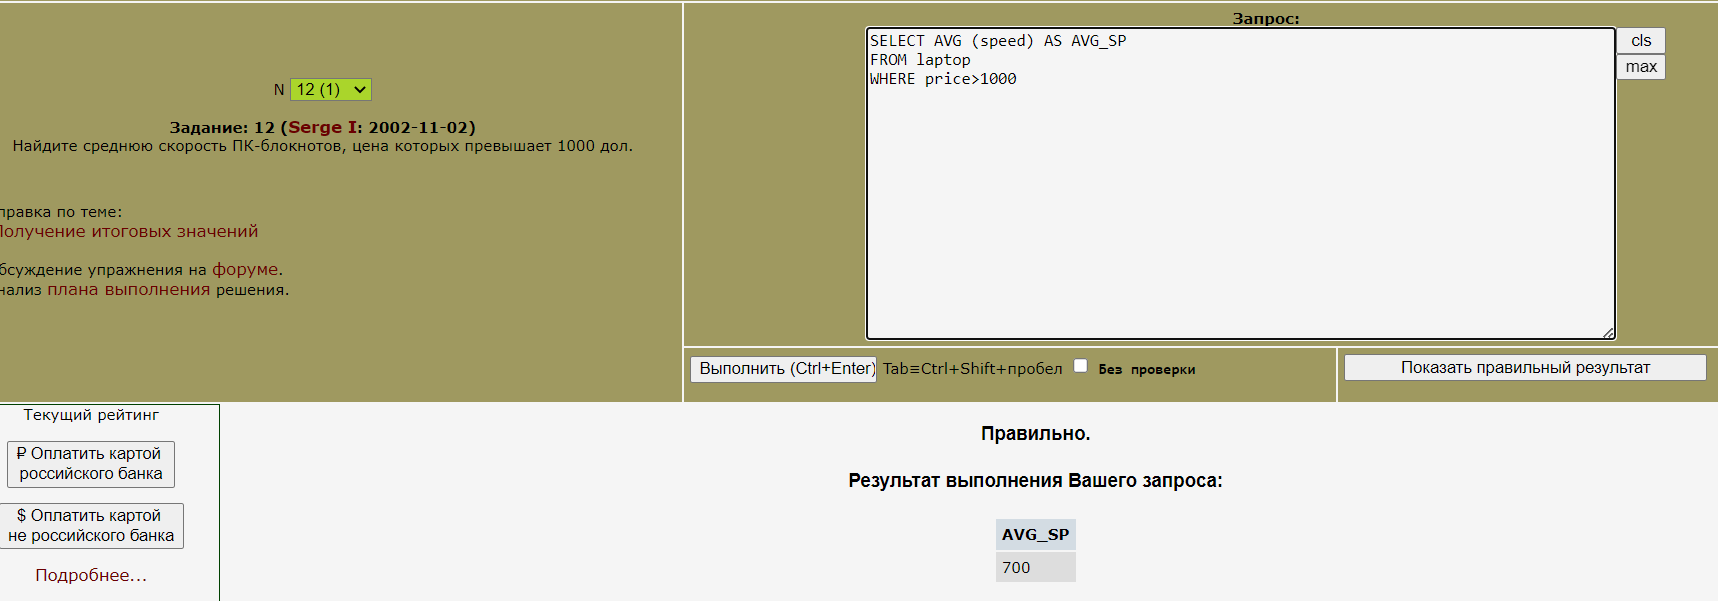 N 12 (1)
Задание: 12 (Serge I: 2002-11-02)
Найдите среднюю скорость ПК-блокнотов, цена которых превышает 1000 дол.
правка по теме:
Получение итоговых значений
бсуждение упражнения на форуме.
нализ плана выполнения решения.
Запрос:
SELECT AVG (speed) AS AVG_SP
FROM laptop
WHERE price>1000
cls
max
Выполнить (Ctrl+Enter) Tab≡Ctrl+Shift+пробел Без проверки
Показать правильный результат
Текущий рейтинг
₽ Оплатить картой
российского банка
$ Оплатить картой
не российского банка
Подробнее...
Правильно.
Результат выполнения Вашего запроса:
AVG_SP
700